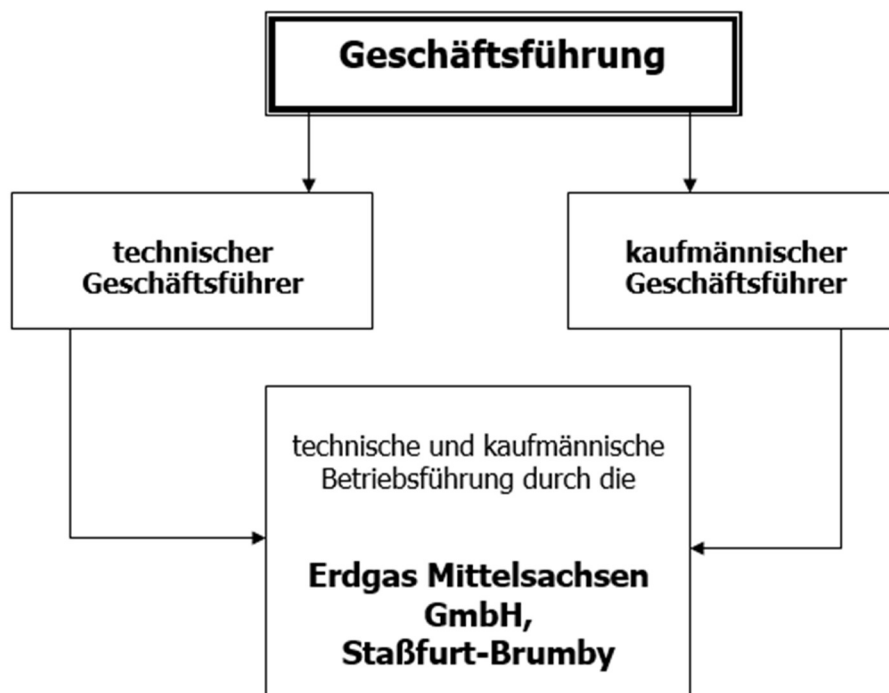 Geschäftsführung
technischer
Geschäftsführer
kaufmännischer
Geschäftsführer
technische und kaufmännische
Betriebsführung durch die
Erdgas Mittelsachsen
GmbH,
Staßfurt-Brumby